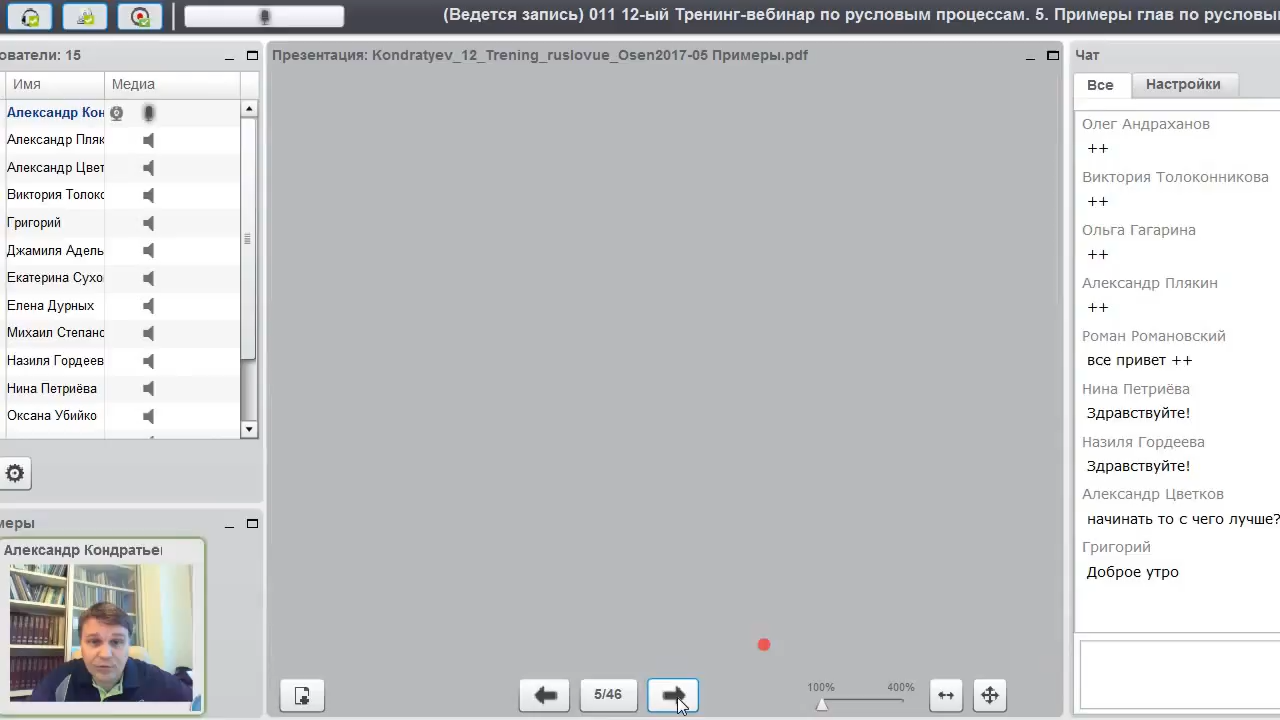 (Ведется запись) 011 12-ый Тренинг-вебинар по русловым процессам. 5. Примеры глав по русловы
ователи: 15
Имя Медиа
Александр Кон
Александр Пляк
Александр Цвет
Виктория Толоко
Григорий
Джамиля Адель
Екатерина Сухо
Елена Дурных
Михаил Степано
Назиля Гордеев
Нина Петриёва
Оксана Убийко
меры
Александр Кондратье
Презентация: Kondratyev_12_Trening_ruslovue_Osen2017-05 Примеры.pdf
5/46
100% 400%
Чат
Все Настройки
Олег Андраханов
++
Виктория Толоконникова
++
Ольга Гагарина
++
Александр Плякин
++
Роман Романовский
все привет ++
Нина Петриёва
Здравствуйте!
Назиля Гордеева
Здравствуйте!
Александр Цветков
начинать то с чего лучше?
Григорий
Доброе утро